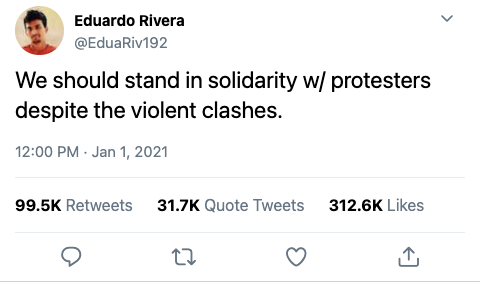 Eduardo Rivera
@EduaRiv192
We should stand in solidarity w/ protesters
despite the violent clashes.
12:00 PM · Jan 1, 2021
99.5K Retweets 31.7K Quote Tweets 312.6K Likes